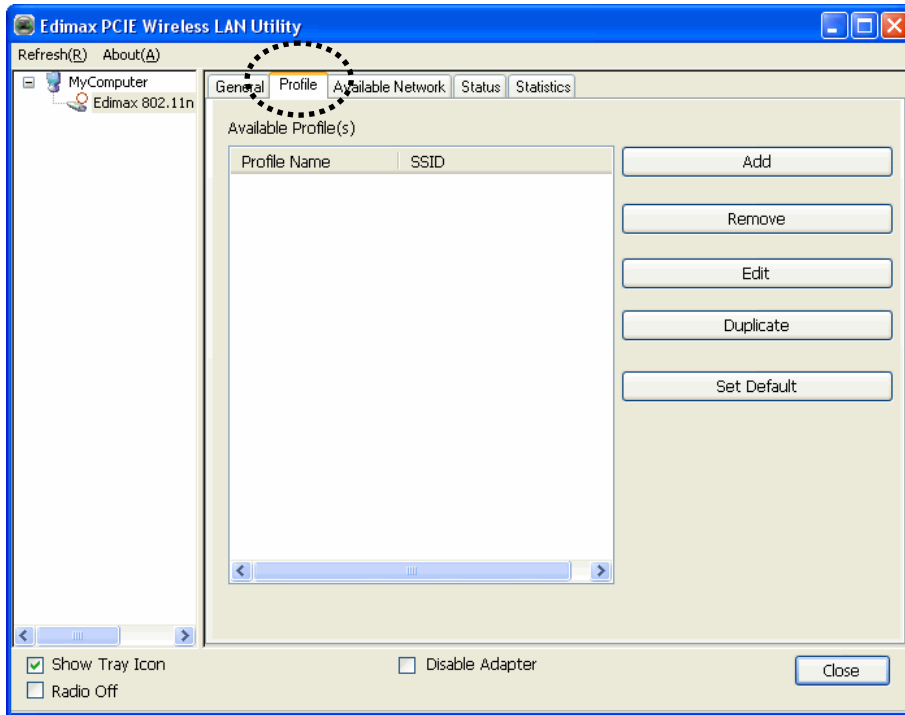 Edimax PCIE Wireless LAN Utility
Refresh(R) About(A)
MyComputer
Edimax 802.11n
General Profile Available Network Status Statistics
Available Profile(s)
Profile Name SSID
Add
Remove
Edit
Duplicate
Set Default
Show Tray Icon
Disable Adapter
Radio Off
Close